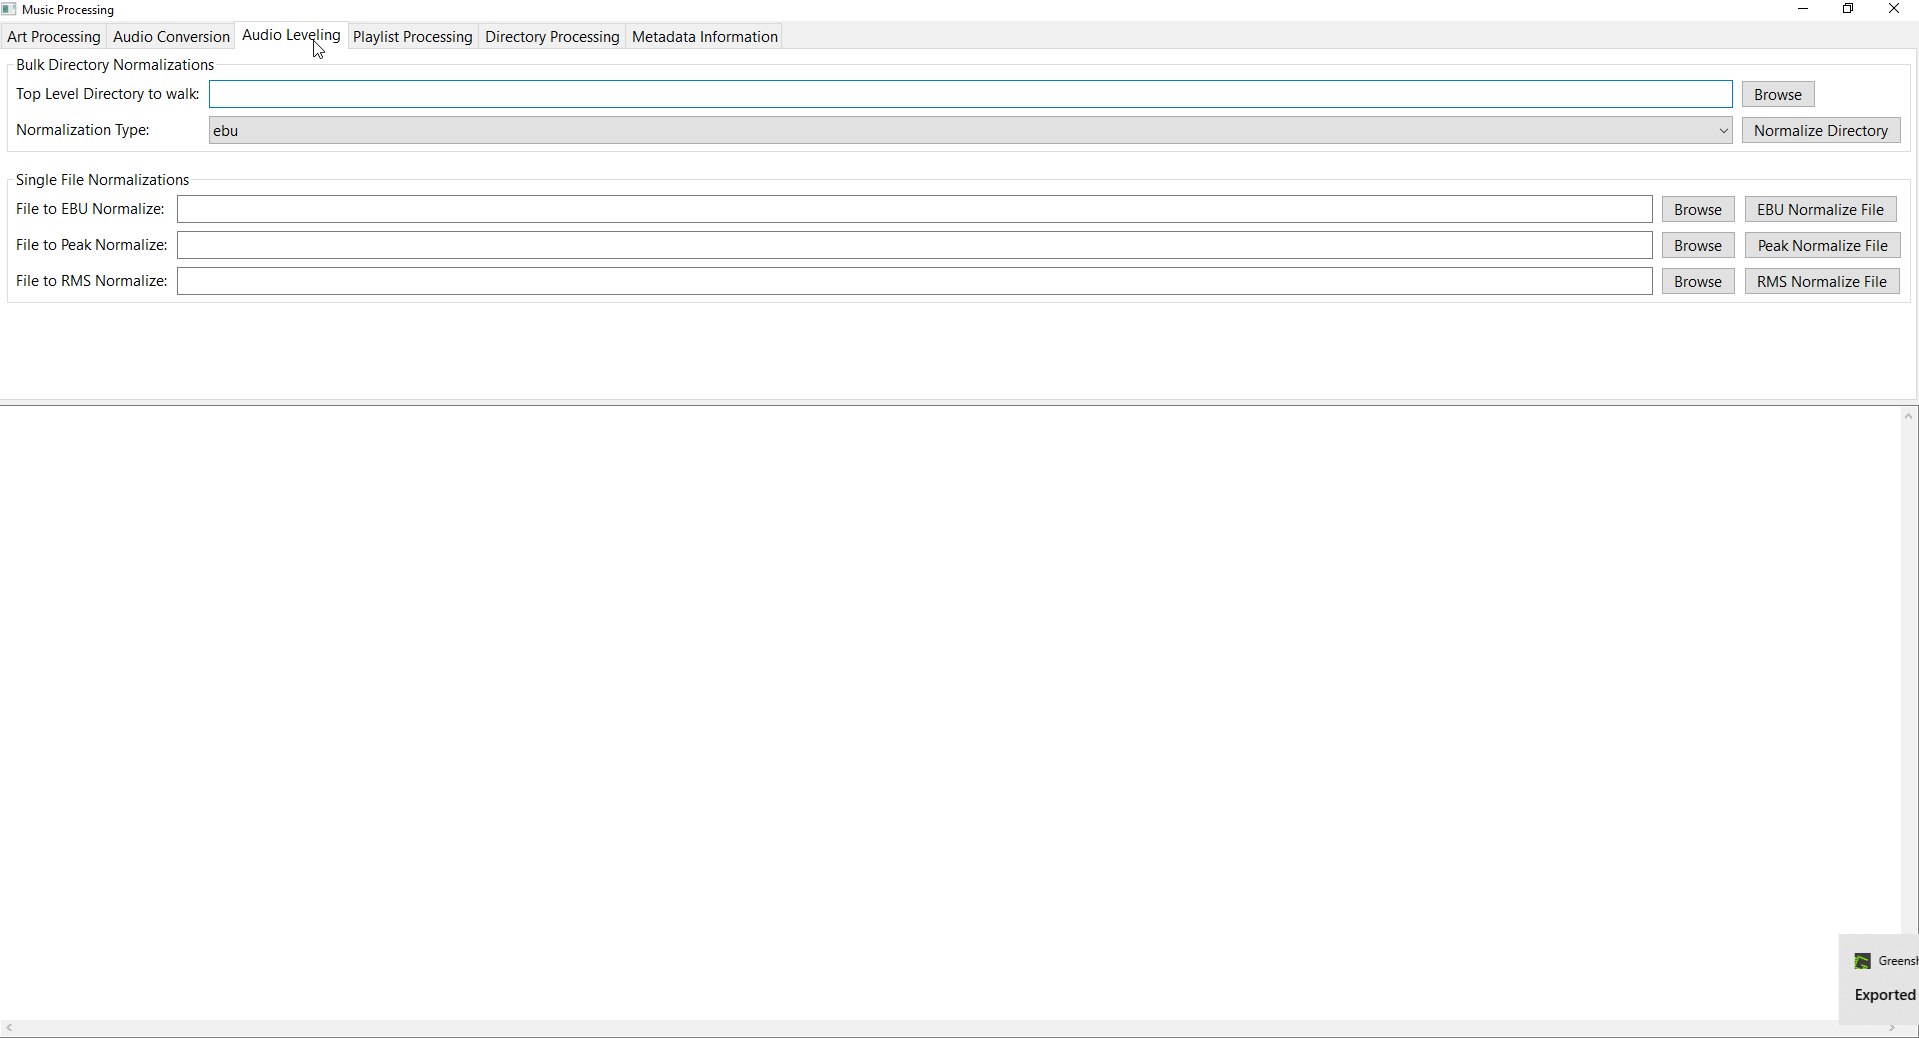 Music Processing
Art Processing Audio Conversion Audio Leveling Playlist Processing Directory Processing Metadata Information
Bulk Directory Normalizations
Top Level Directory to walk: Browse
Normalization Type: ebu Normalize Directory
Single File Normalizations
File to EBU Normalize: Browse EBU Normalize File
File to Peak Normalize: Browse Peak Normalize File
File to RMS Normalize: Browse RMS Normalize File
Greensh
Exported